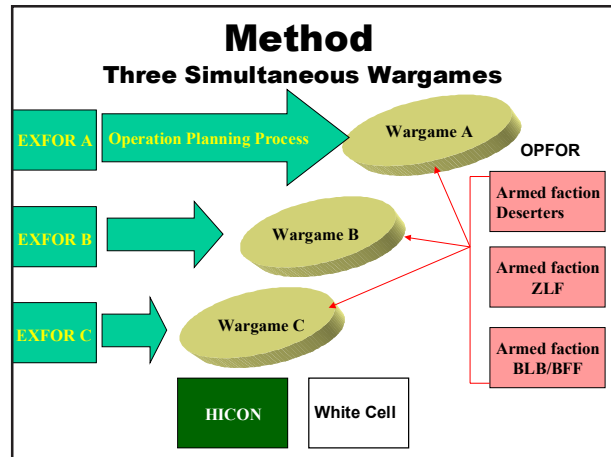 Method
Three Simultaneous Wargames
EXFOR A
Operation Planning Process
Wargame A
OPFOR
Armed faction
Deserters
EXFOR B
Wargame B
Armed faction
ZLF
EXFOR C
Wargame C
Armed faction
BLB/BFF
HICON
White Cell